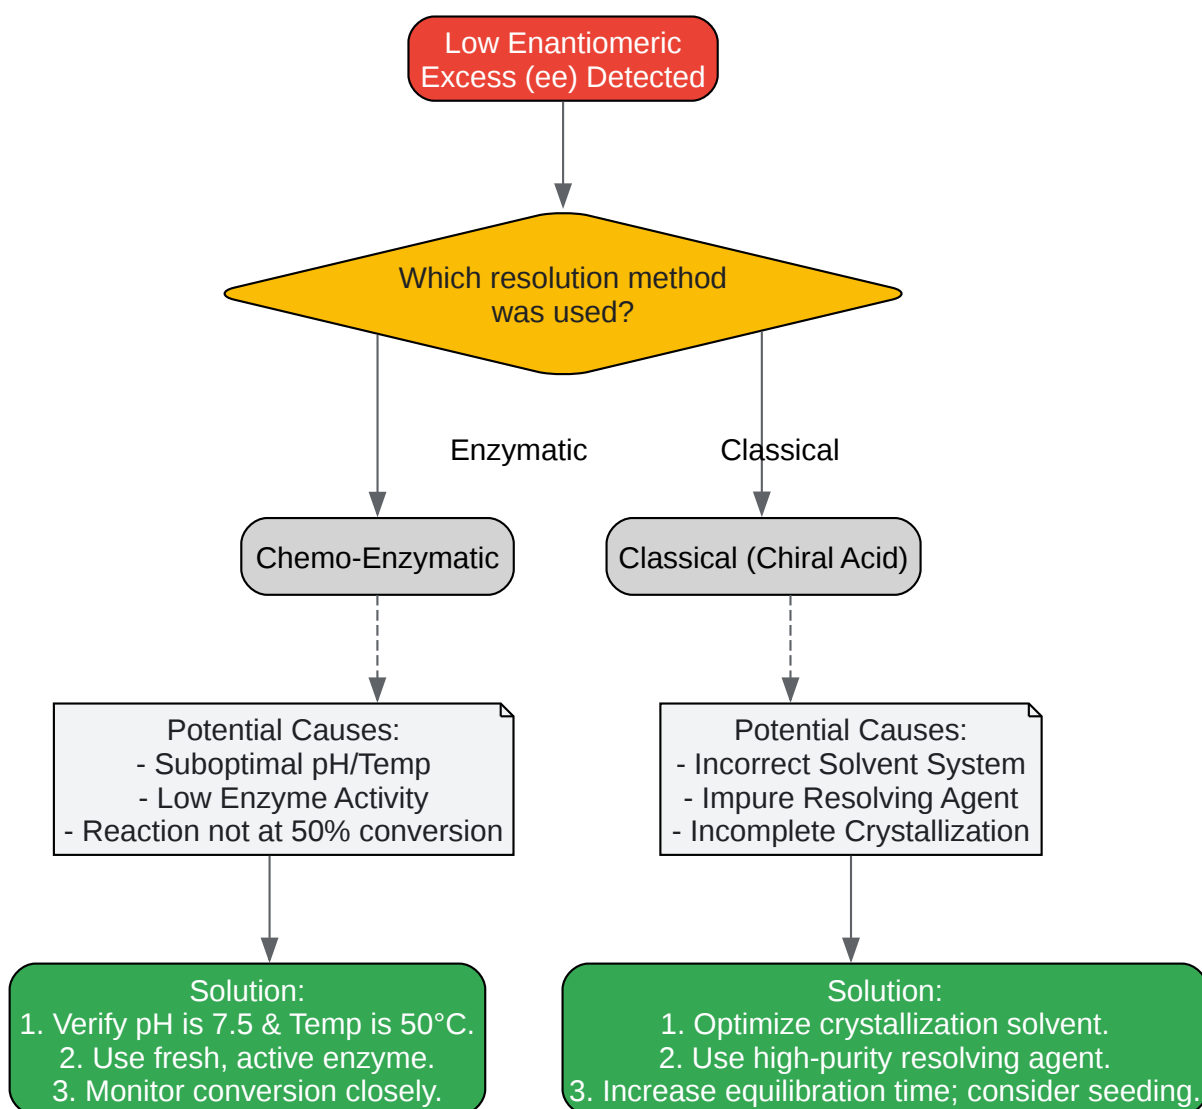 Low Enantiomeric
Excess (ee) Detected
Which resolution method
was used?
Enzymatic
Classical
Chemo-Enzymatic
Classical (Chiral Acid)
Potential Causes:
- Suboptimal pH/Temp
- Low Enzyme Activity
- Reaction not at 50% conversion
Potential Causes:
- Incorrect Solvent System
- Impure Resolving Agent
- Incomplete Crystallization
Solution:
1. Verify pH is 7.5 & Temp is 50°C.
2. Use fresh, active enzyme.
3. Monitor conversion closely.
Solution:
1. Optimize crystallization solvent.
2. Use high-purity resolving agent.
3. Increase equilibration time; consider seeding.